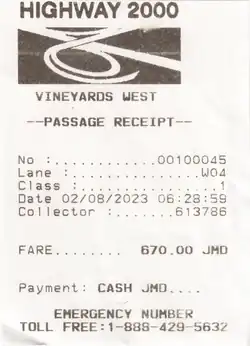 HIGHWAY 2000
VINEYARDS WEST
--PASSAGE RECEIPT--
No :............00100045
Lane :...............W04
Class :................1
Date 02/08/2023 06:28:59
Collector :.......613786
FARE........ 670.00 JMD
Payment: CASH JMD....
EMERGENCY NUMBER
TOLL FREE:1-888-429-5632